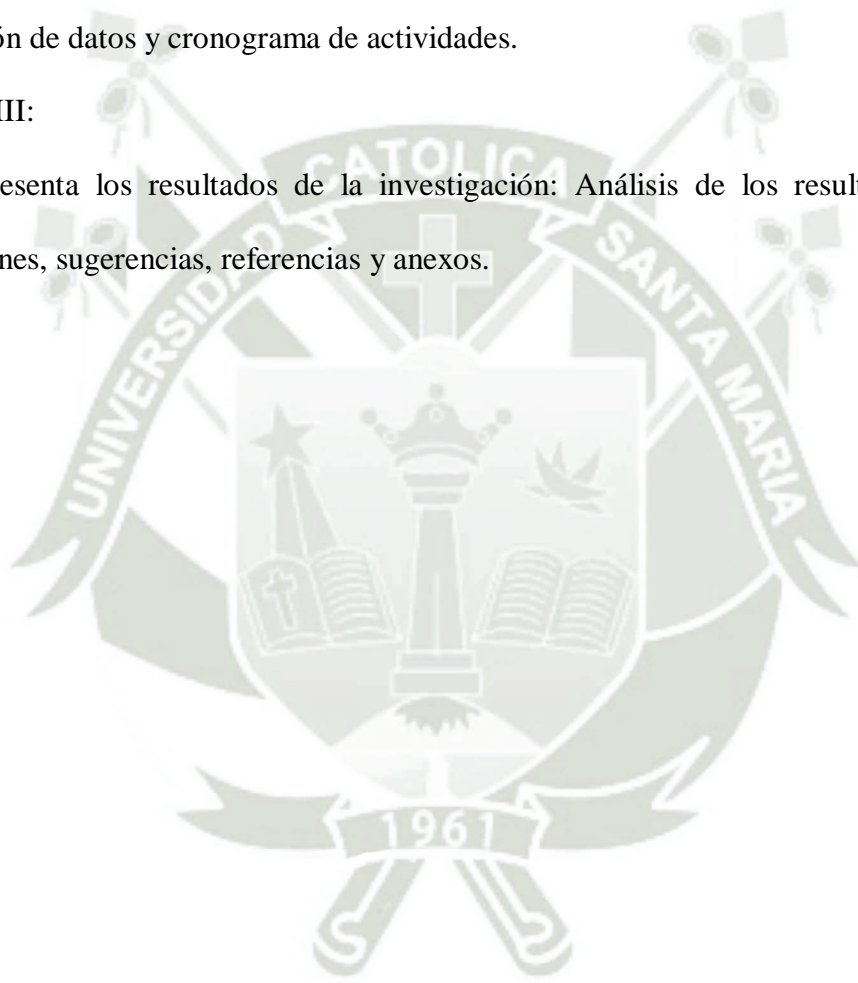 ón de datos y cronograma de actividades.
III:
esenta los resultados de la investigación: Análisis de los result
nes, sugerencias, referencias y anexos.
UNIVERSIDAD CATOLICA SANTA MARIA
1961